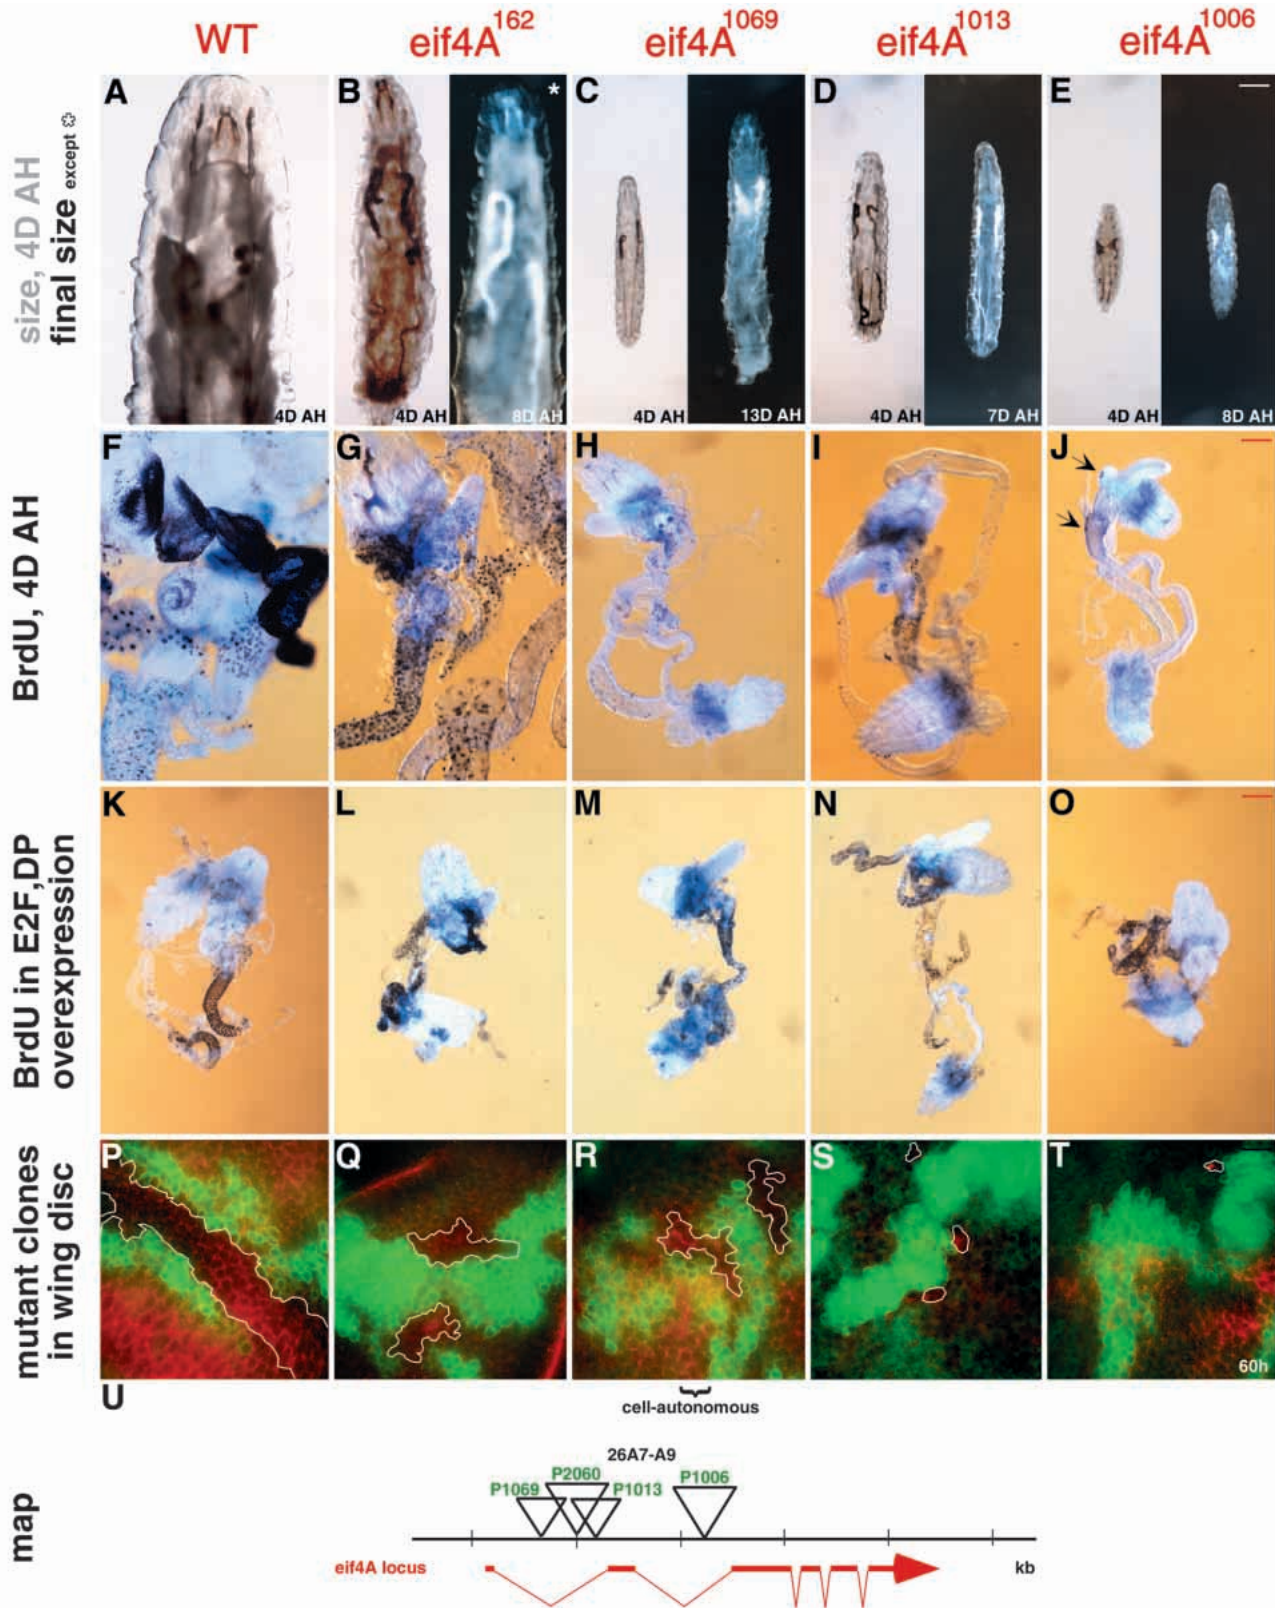 WT eif4A162 eif4A1069 eif4A1013 eif4A1006
size, 4D AH
final size except ✲
A B * C D E
4D AH 4D AH 8D AH 4D AH 13D AH 4D AH 7D AH 4D AH 8D AH
BrdU, 4D AH
F G H I J
BrdU in E2F,DP
overexpression
K L M N O
mutant clones
in wing disc
P Q R S T
60h
U
cell-autonomous
map
26A7-A9
P1069 P2060 P1013 P1006
eif4A locus kb